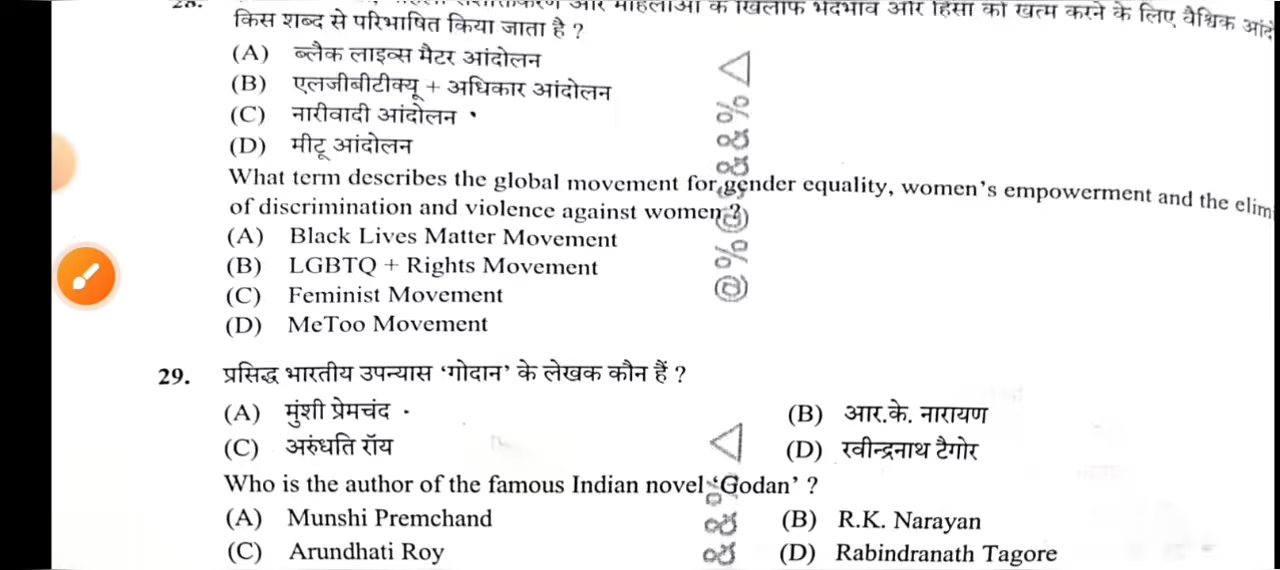 28.
और महिलाओं के खिलाफ भेदभाव और हिंसा को खत्म करने के लिए वैश्विक
किस शब्द से परिभाषित किया जाता है ?
(A) ब्लैक लाइव्स मैटर आंदोलन
(B) एलजीबीटीक्यू + अधिकार आंदोलन
(C) नारीवादी आंदोलन
(D) मीटू आंदोलन
What term describes the global movement for gender equality, women's empowerment and the elim
of discrimination and violence against women ?
(A) Black Lives Matter Movement
(B) LGBTQ + Rights Movement
(C) Feminist Movement
(D) MeToo Movement
29. प्रसिद्ध भारतीय उपन्यास 'गोदान' के लेखक कौन हैं ?
(A) मुंशी प्रेमचंद (B) आर.के. नारायण
(C) अरुंधति रॉय (D) रवीन्द्रनाथ टैगोर
Who is the author of the famous Indian novel 'Godan' ?
(A) Munshi Premchand (B) R.K. Narayan
(C) Arundhati Roy (D) Rabindranath Tagore